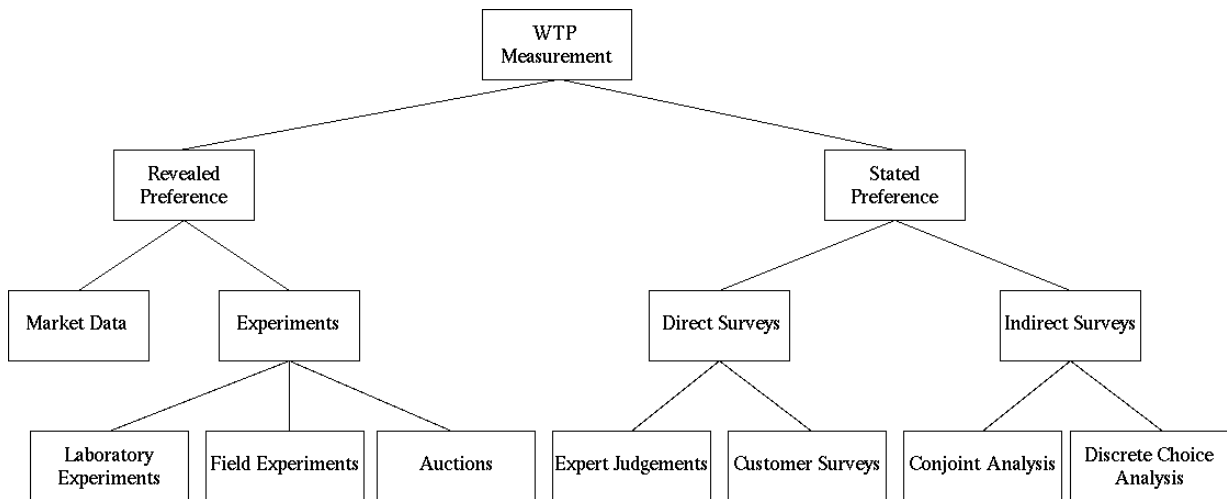 WTP
Measurement
Revealed
Preference
Stated
Preference
Market Data
Experiments
Direct Surveys
Indirect Surveys
Laboratory
Experiments
Field Experiments
Auctions
Expert Judgements
Customer Surveys
Conjoint Analysis
Discrete Choice
Analysis